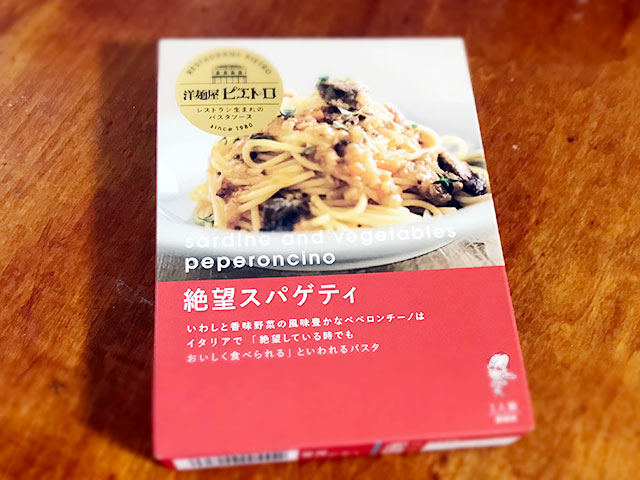 RESTAURANT PIETRO
洋麺屋 ピエトロ
レストラン生まれの
パスタソース
since 1980
sardine and vegetables
peperoncino
絶望スパゲティ
いわしと香味野菜の風味豊かなペペロンチーノは
イタリアで「絶望している時でも
おいしく食べられる」といわれるパスタ
1人前